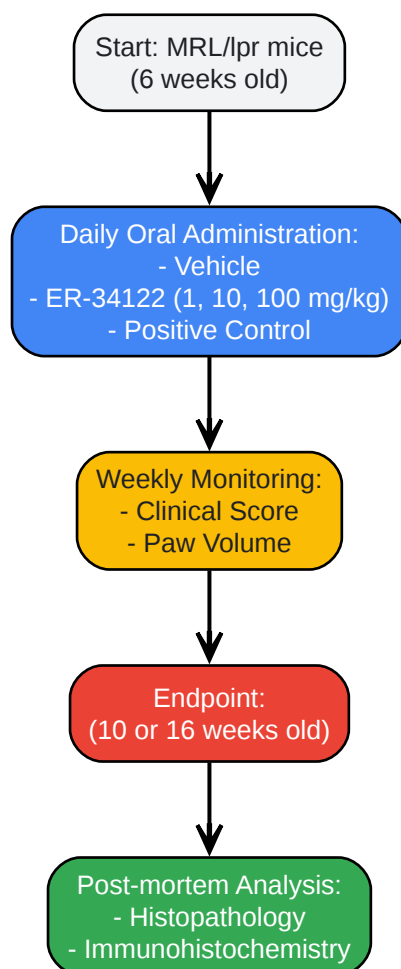 Start: MRL/lpr mice
(6 weeks old)
Daily Oral Administration:
- Vehicle
- ER-34122 (1, 10, 100 mg/kg)
- Positive Control
Weekly Monitoring:
- Clinical Score
- Paw Volume
Endpoint:
(10 or 16 weeks old)
Post-mortem Analysis:
- Histopathology
- Immunohistochemistry